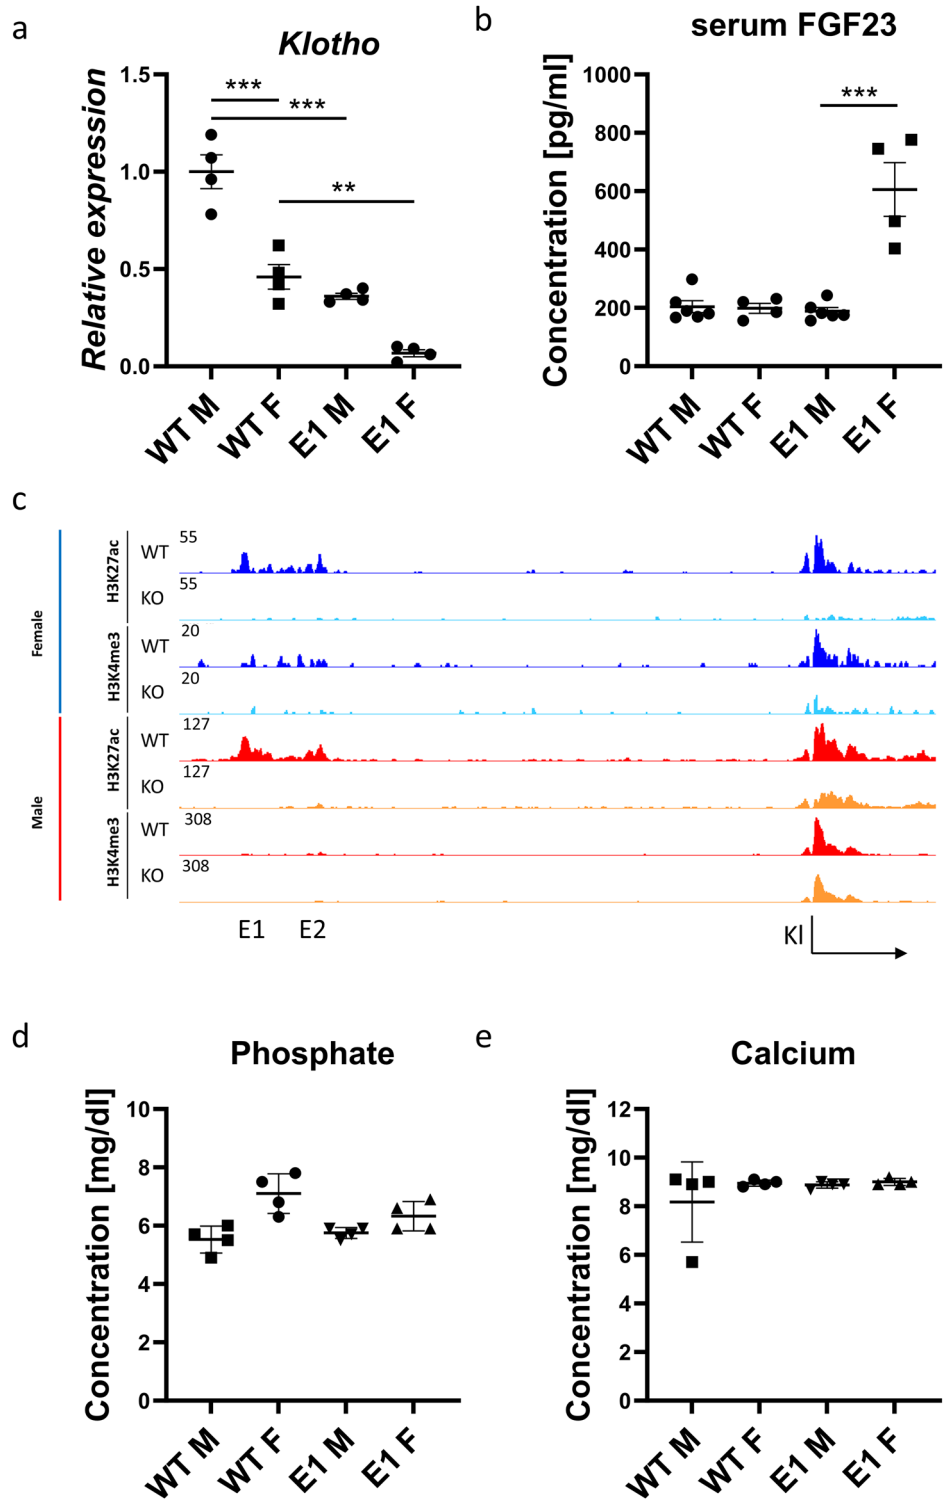 a
Klotho
Relative expression
1.5
1.0
0.5
0.0
***
***
**
WT M
WT F
E1 M
E1 F
b
serum FGF23
Concentration [pg/ml]
1000
800
600
400
200
0
***
WT M
WT F
E1 M
E1 F
c
Female
H3K27ac
WT
55
KO
55
H3K4me3
WT
20
KO
20
Male
H3K27ac
WT
127
KO
127
H3K4me3
WT
308
KO
308
E1
E2
Kl
d
Phosphate
Concentration [mg/dl]
10
8
6
4
2
0
WT M
WT F
E1 M
E1 F
e
Calcium
Concentration [mg/dl]
12
10
8
6
4
2
0
WT M
WT F
E1 M
E1 F